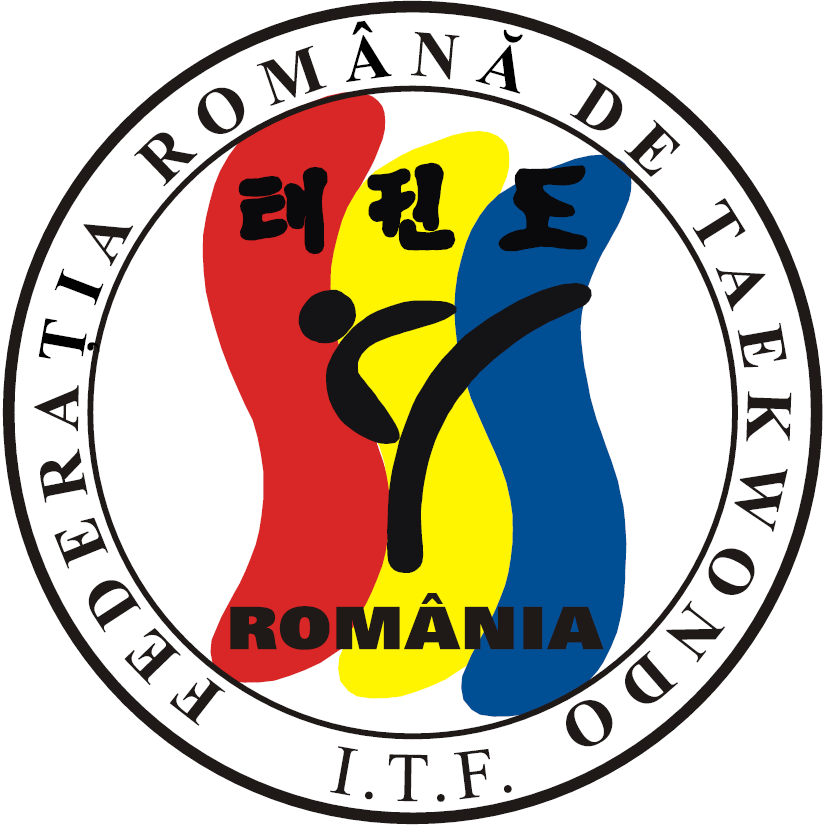 FEDERAȚIA ROMÂNĂ DE TAEKWONDO
태권도
ROMÂNIA
I.T.F.